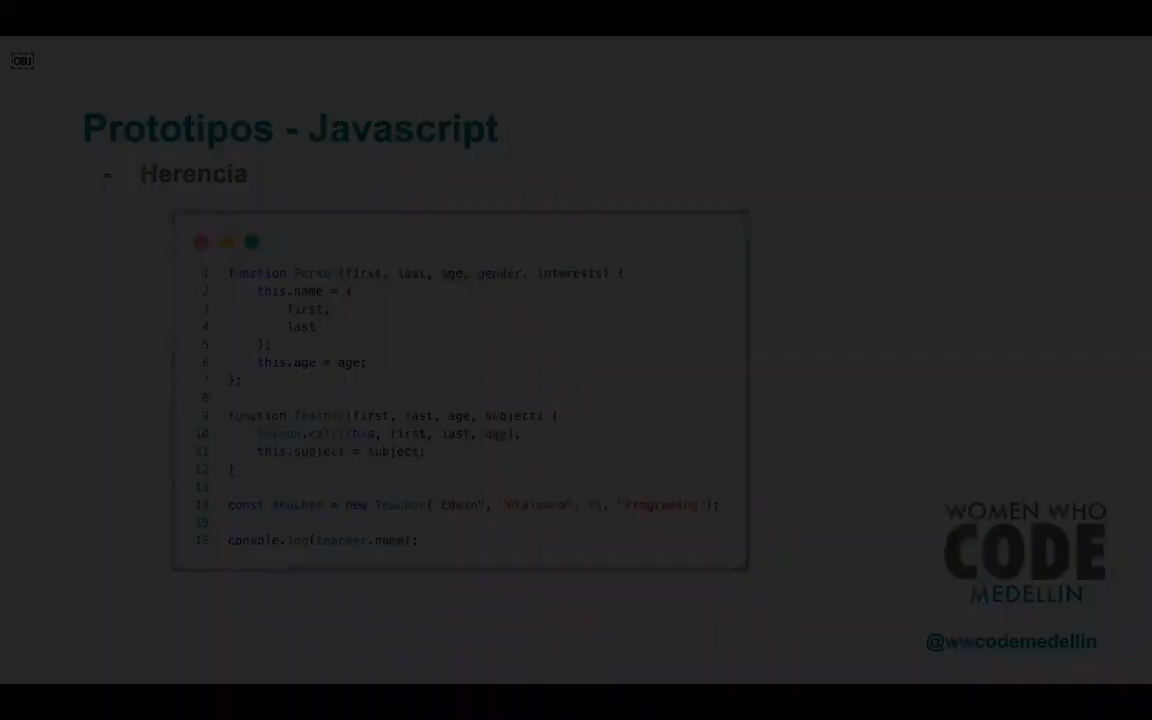 OBJ
Prototipos - Javascript
- Herencia
1 function Person(first, last, age, gender, interests) {
2 this.name = {
3 first,
4 last
5 };
6 this.age = age;
7 };
8
9 function Teacher(first, last, age, subject) {
10 Person.call(this, first, last, age);
11 this.subject = subject;
12 }
13
14 const teacher = new Teacher("Edwin", , "Programing");
15
16 console.log(teacher.name);
WOMEN WHO
CODE
MEDELLIN
@wwcodemedellin